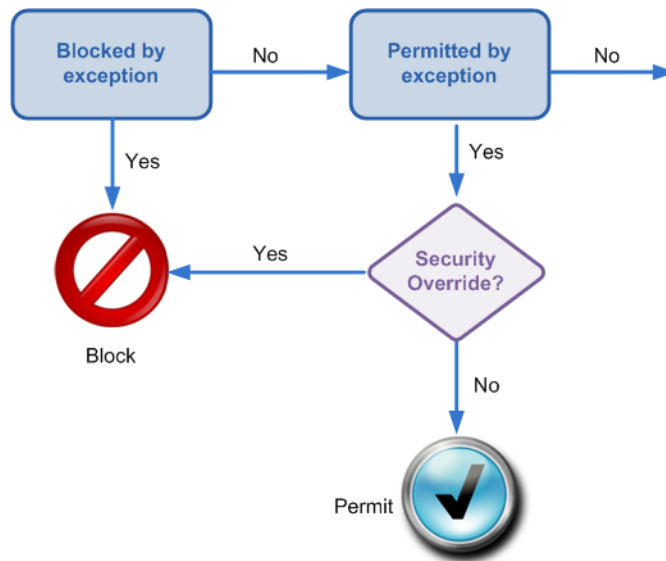 Blocked by
exception
No
Permitted by
exception
No
Yes
Yes
Yes
Security
Override?
Block
No
Permit